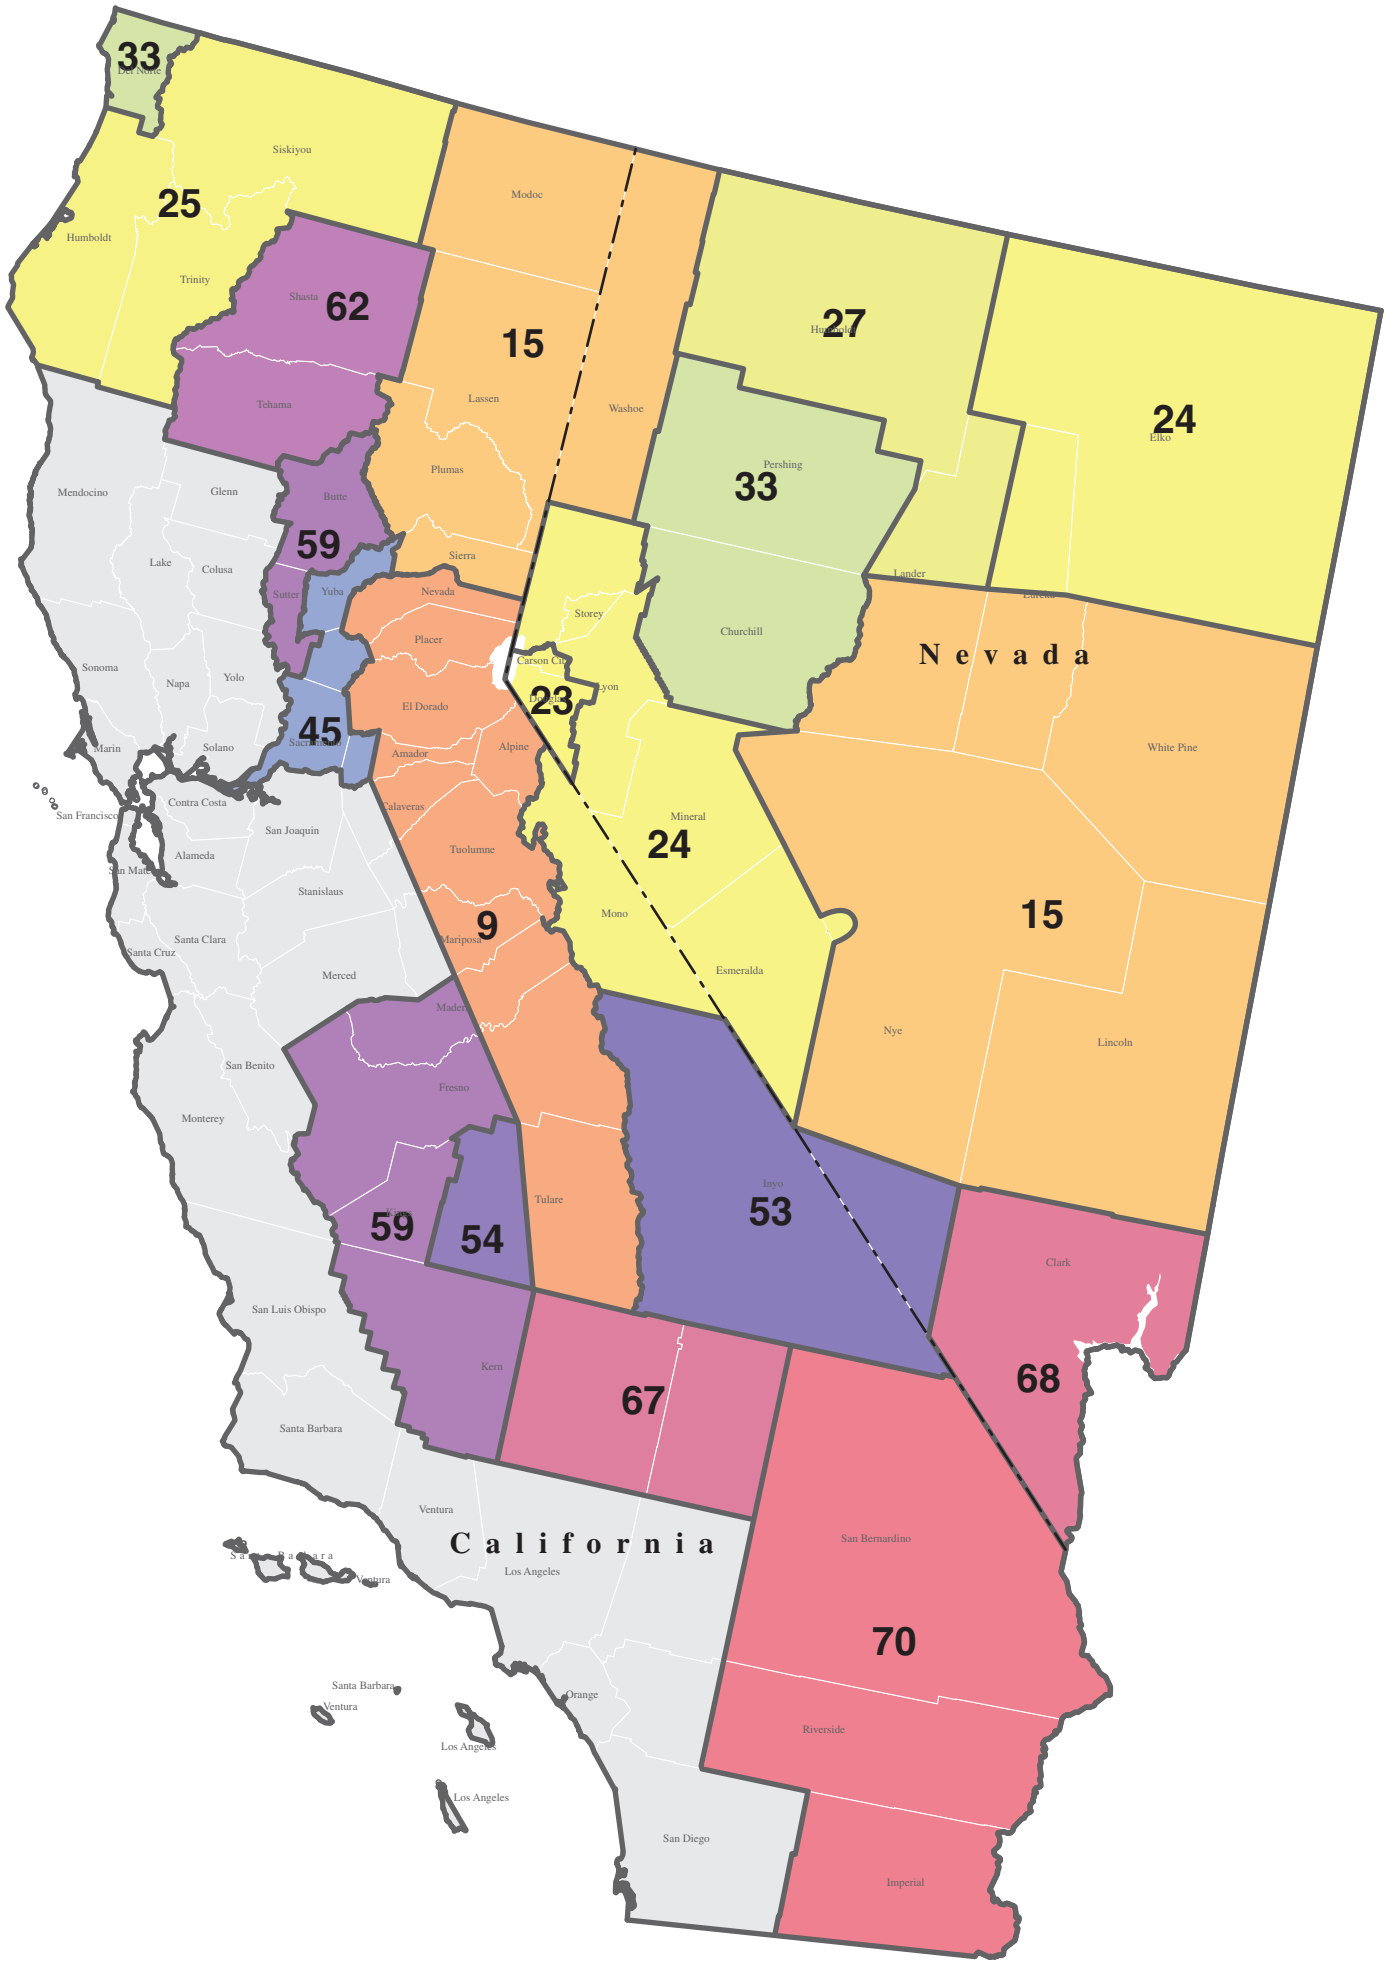 33
Del Norte
Siskiyou
Modoc
25
Humboldt
Trinity
Shasta
62
15
27
Humboldt
Tehama
Lassen
Washoe
24
Elko
Plumas
Pershing
33
Mendocino
Glenn
Butte
59
Lake
Colusa
Sierra
Lander
Sutter
Yuba
Nevada
Eureka
Storey
Placer
Churchill
Nevada
Sonoma
Napa
Yolo
Carson City
Lyon
23
Douglas
El Dorado
45
Sacramento
Marin
Solano
Amador
Alpine
White Pine
San Francisco
Contra Costa
Calaveras
Mineral
San Joaquin
24
Alameda
Tuolumne
San Mateo
Stanislaus
Mono
15
9
Santa Clara
Mariposa
Santa Cruz
Merced
Esmeralda
Madera
Nye
Lincoln
San Benito
Fresno
Monterey
Inyo
53
Tulare
Kings
59
54
Clark
San Luis Obispo
Kern
67
68
Santa Barbara
Ventura
California
San Bernardino
Santa Barbara
Ventura
Los Angeles
70
Santa Barbara
Ventura
Orange
Riverside
Los Angeles
Los Angeles
San Diego
Imperial